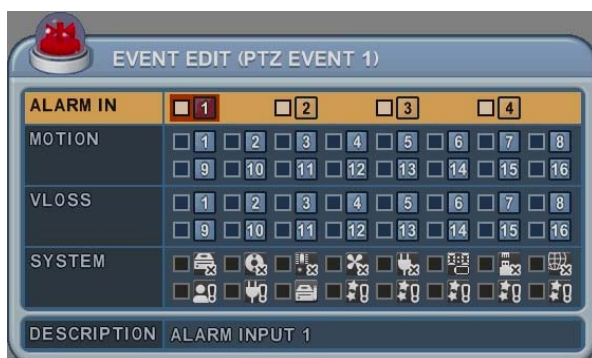 EVENT EDIT (PTZ EVENT 1)
ALARM IN 1 2 3 4
MOTION 1 2 3 4 5 6 7 8
9 10 11 12 13 14 15 16
VLOSS 1 2 3 4 5 6 7 8
9 10 11 12 13 14 15 16
SYSTEM
DESCRIPTION ALARM INPUT 1